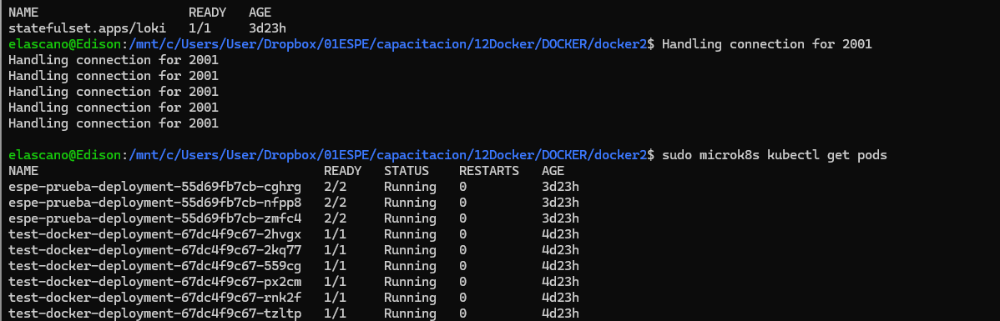 NAME READY AGE
statefulset.apps/loki 1/1 3d23h
elascano@Edison:/mnt/c/Users/User/Dropbox/01ESPE/capacitacion/12Docker/DOCKER/docker2$ Handling connection for 2001
Handling connection for 2001
Handling connection for 2001
Handling connection for 2001
Handling connection for 2001
Handling connection for 2001
elascano@Edison:/mnt/c/Users/User/Dropbox/01ESPE/capacitacion/12Docker/DOCKER/docker2$ sudo microk8s kubectl get pods
NAME READY STATUS RESTARTS AGE
espe-prueba-deployment-55d69fb7cb-cghrg 2/2 Running 0 3d23h
espe-prueba-deployment-55d69fb7cb-nfpp8 2/2 Running 0 3d23h
espe-prueba-deployment-55d69fb7cb-zmfc4 2/2 Running 0 3d23h
test-docker-deployment-67dc4f9c67-2hvgx 1/1 Running 0 4d23h
test-docker-deployment-67dc4f9c67-2kq77 1/1 Running 0 4d23h
test-docker-deployment-67dc4f9c67-559cg 1/1 Running 0 4d23h
test-docker-deployment-67dc4f9c67-px2cm 1/1 Running 0 4d23h
test-docker-deployment-67dc4f9c67-rnk2f 1/1 Running 0 4d23h
test-docker-deployment-67dc4f9c67-tzltp 1/1 Running 0 4d23h